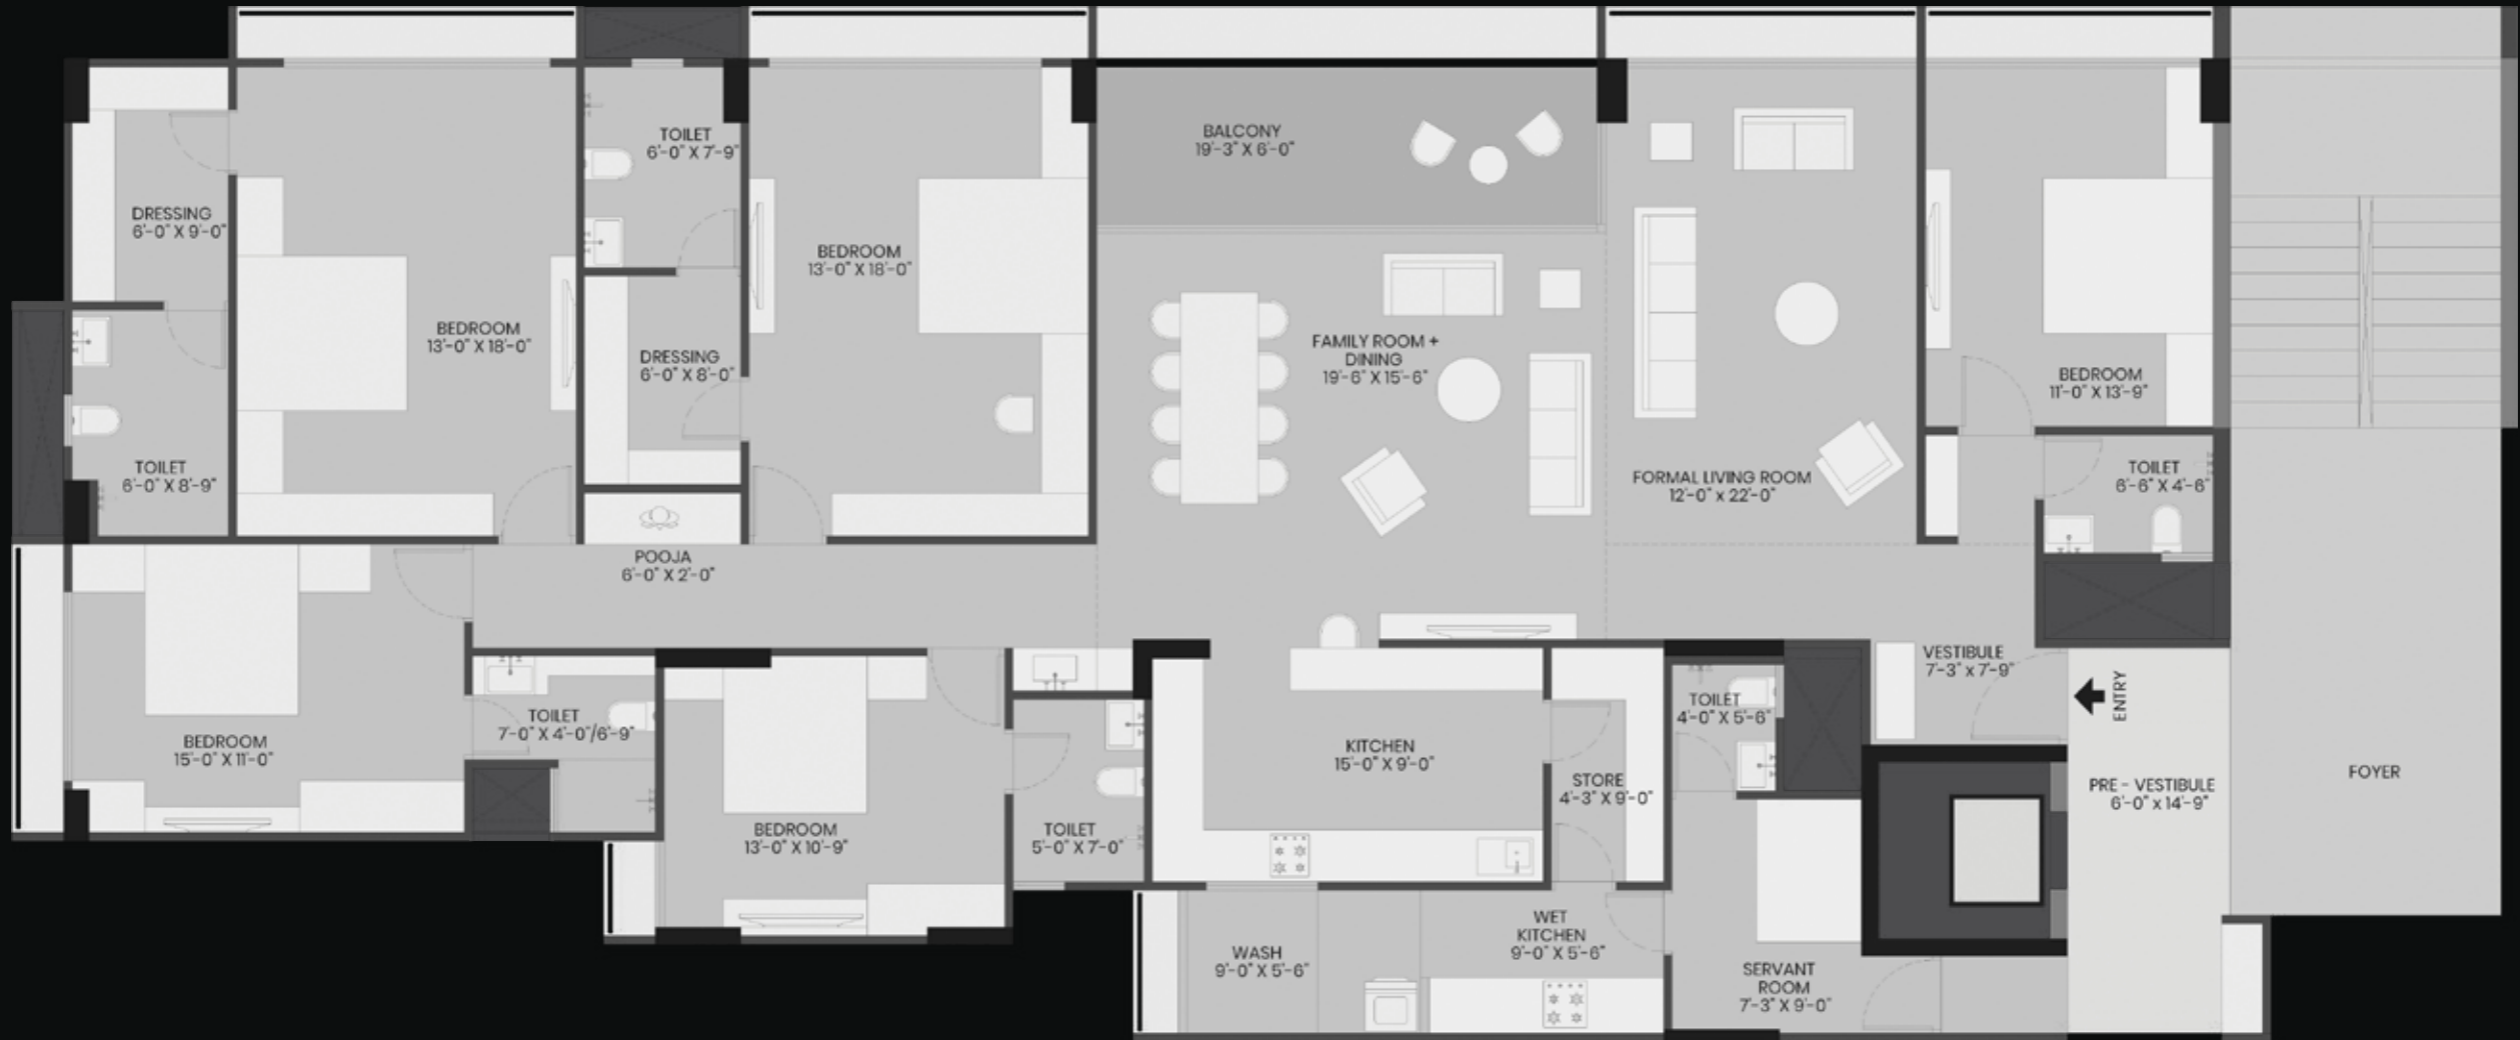 TOILET
6'-0" X 7'-9"
BALCONY
19'-3" X 6'-0"
DRESSING
6'-0" X 9'-0"
BEDROOM
13'-0" X 18'-0"
BEDROOM
13'-0" X 18'-0"
DRESSING
6'-0" X 8'-0"
FAMILY ROOM +
DINING
19'-6" X 15'-6"
BEDROOM
11'-0" X 13'-9"
TOILET
6'-0" X 8'-9"
FORMAL LIVING ROOM
12'-0" x 22'-0"
TOILET
6'-6" X 4'-6"
POOJA
6'-0" X 2'-0"
VESTIBULE
7'-3" x 7'-9"
ENTRY
BEDROOM
15'-0" X 11'-0"
TOILET
7'-0" X 4'-0"/6'-9"
TOILET
4'-0" X 5'-6"
KITCHEN
15'-0" X 9'-0"
STORE
4'-3" X 9'-0"
PRE - VESTIBULE
6'-0" x 14'-9"
FOYER
BEDROOM
13'-0" X 10'-9"
TOILET
5'-0" X 7'-0"
WASH
9'-0" X 5'-6"
WET
KITCHEN
9'-0" X 5'-6"
SERVANT
ROOM
7'-3" X 9'-0"